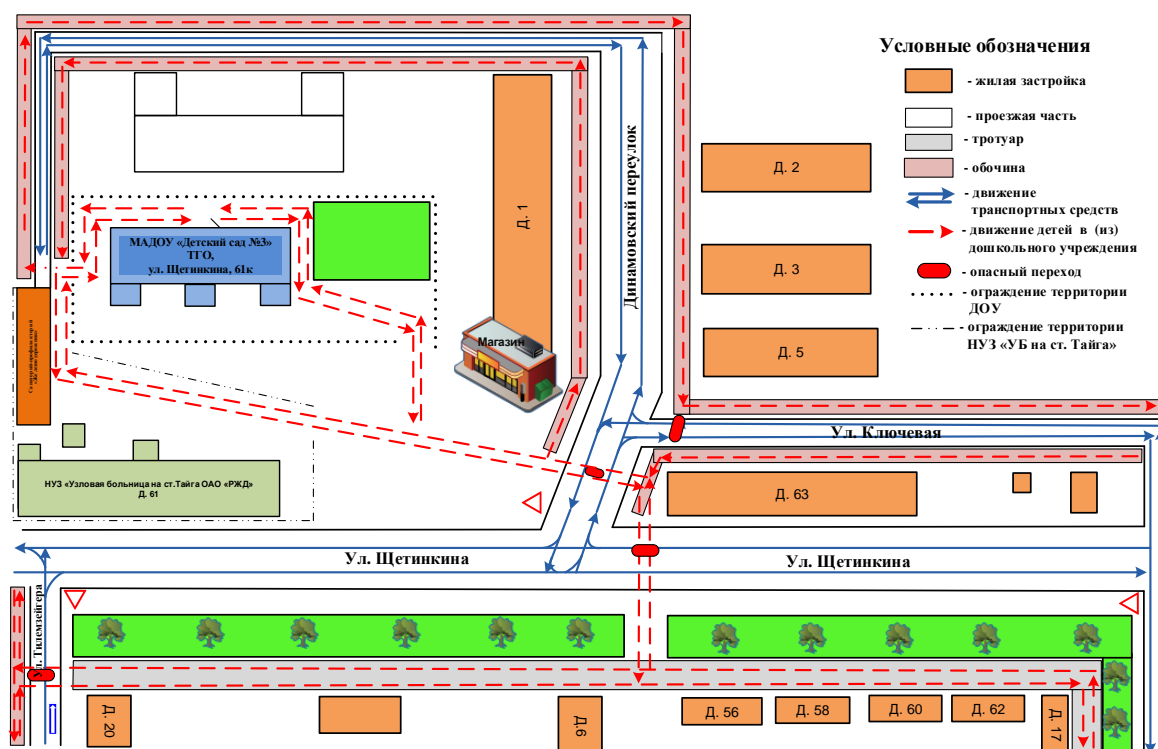 Условные обозначения
- жилая застройка
- проезжая часть
- тротуар
- обочина
- движение
транспортных средств
- движение детей в (из)
дошкольного учреждения
- опасный переход
- ограждение территории
ДОУ
- ограждение территории
НУЗ «УБ на ст. Тайга»
Д. 1
Динамовский переулок
Д. 2
Д. 3
Д. 5
МАДОУ «Детский сад №3»
ТГО,
ул. Щетинкина, 61к
Магазин
Ул. Ключевая
НУЗ «Узловая больница на ст.Тайга ОАО «РЖД»
Д. 61
Д. 63
Ул. Щетинкина
Ул. Щетинкина
Д. 20
Д.6
Д. 56
Д. 58
Д. 60
Д. 62
Д. 17